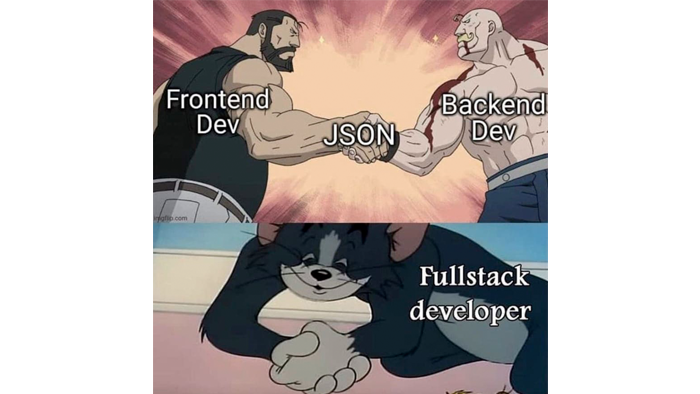 Frontend
Dev
JSON
Backend
Dev
imgflip.com
Fullstack
developer